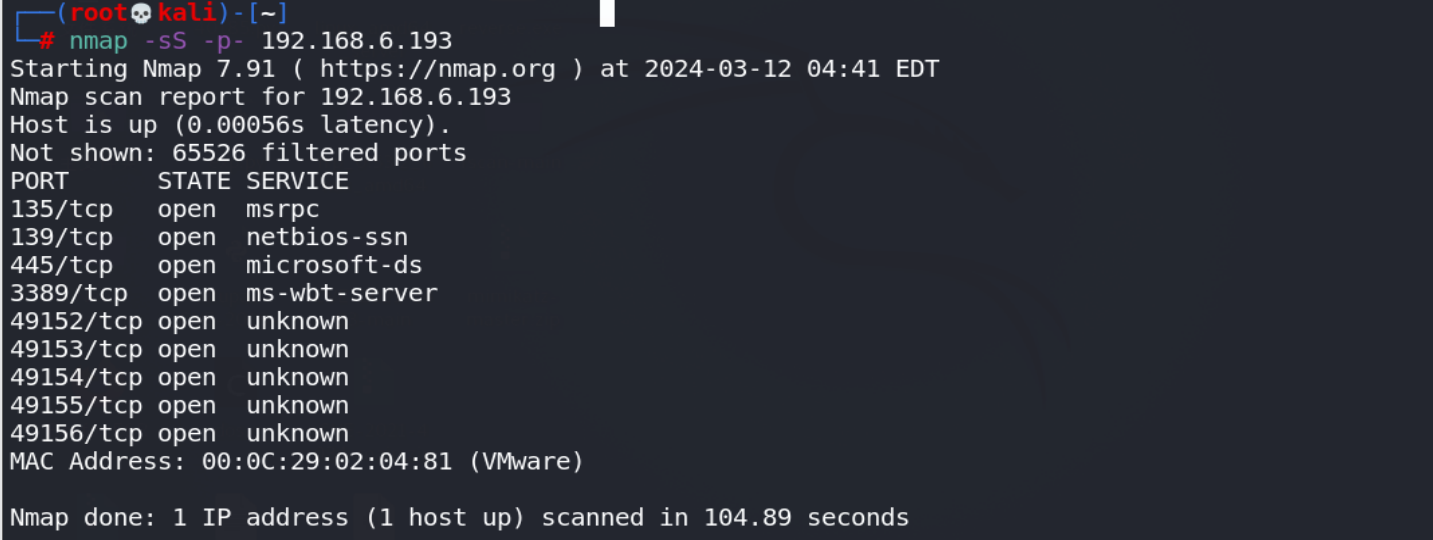 ┌──(root💀kali)-[~]
└─# nmap -sS -p- 192.168.6.193
Starting Nmap 7.91 ( https://nmap.org ) at 2024-03-12 04:41 EDT
Nmap scan report for 192.168.6.193
Host is up (0.00056s latency).
Not shown: 65526 filtered ports
PORT      STATE SERVICE
135/tcp   open  msrpc
139/tcp   open  netbios-ssn
445/tcp   open  microsoft-ds
3389/tcp  open  ms-wbt-server
49152/tcp open  unknown
49153/tcp open  unknown
49154/tcp open  unknown
49155/tcp open  unknown
49156/tcp open  unknown
MAC Address: 00:0C:29:02:04:81 (VMware)
Nmap done: 1 IP address (1 host up) scanned in 104.89 seconds